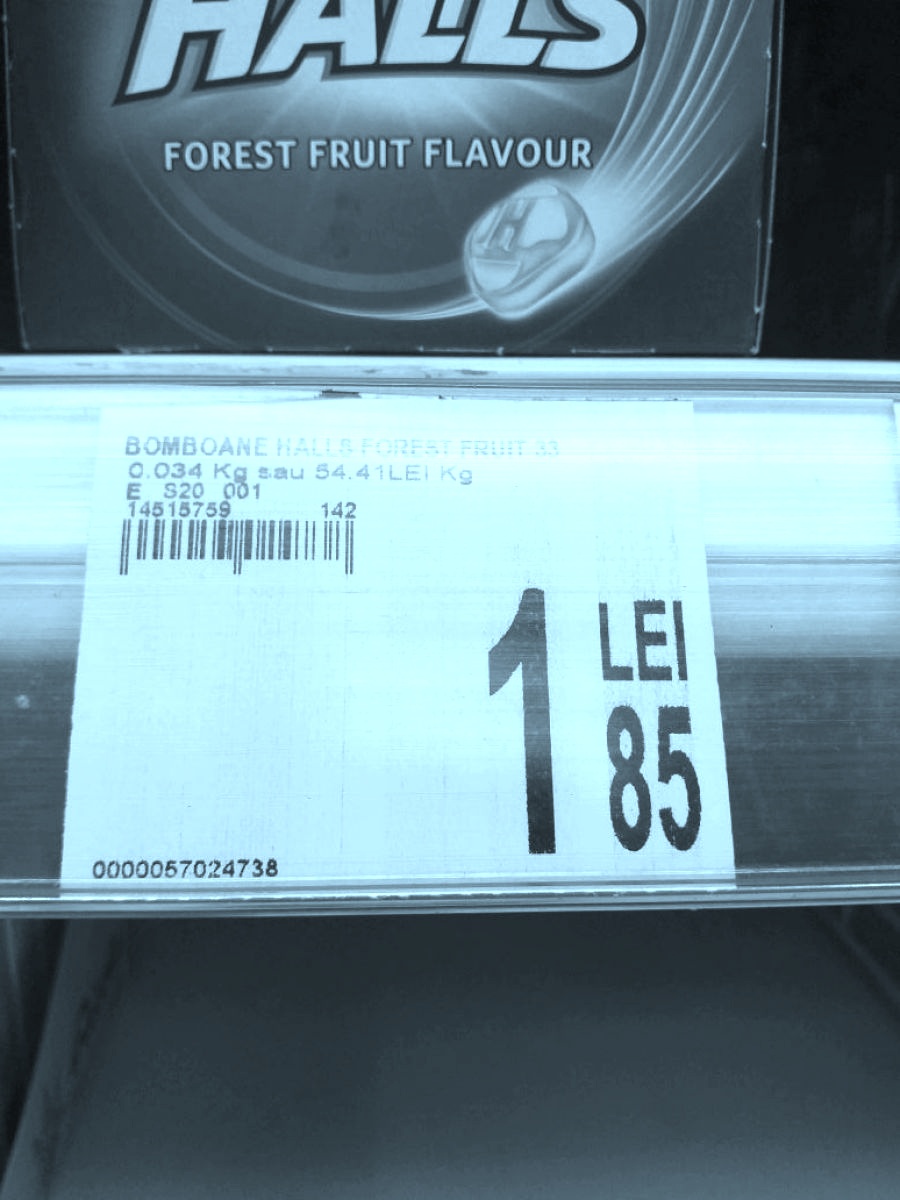 HALLS
FOREST FRUIT FLAVOUR
BOMBOANE HALLS FOREST FRUIT 33
0.034 Kg sau 54.41LEI Kg
E S20 001
14515759 142
1 LEI
85
0000057024738